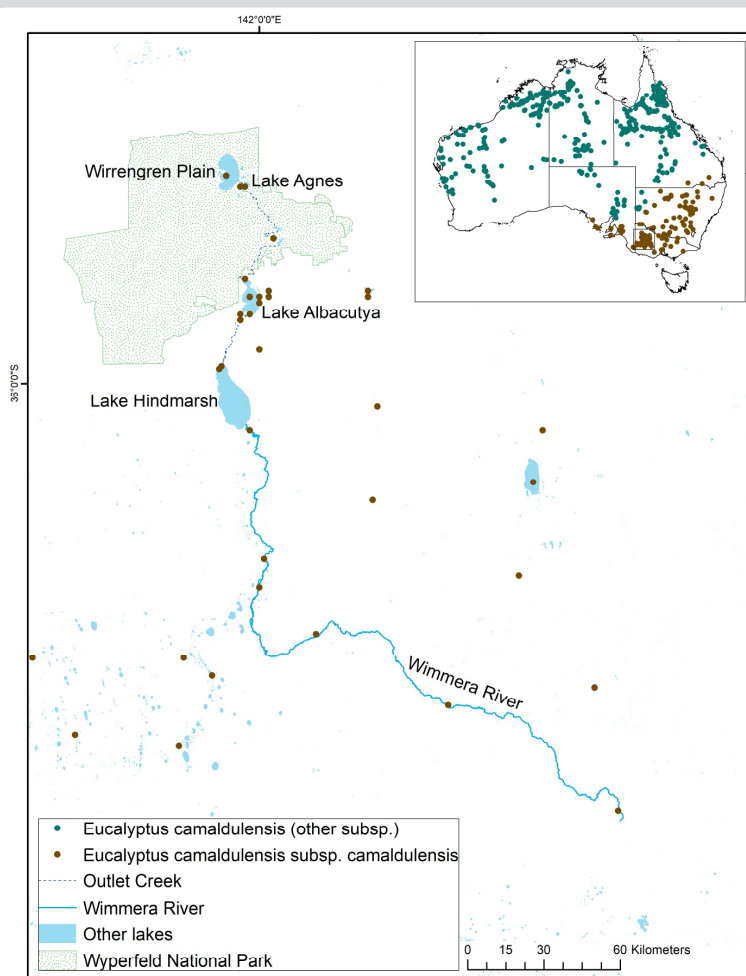 142°0'0"E
Wirrengren Plain
Lake Agnes
Lake Albacutya
36°0'0"S
Lake Hindmarsh
Wimmera River
Eucalyptus camaldulensis (other subsp.)
Eucalyptus camaldulensis subsp. camaldulensis
Outlet Creek
Wimmera River
Other lakes
Wyperfeld National Park
0 15 30 60 Kilometers